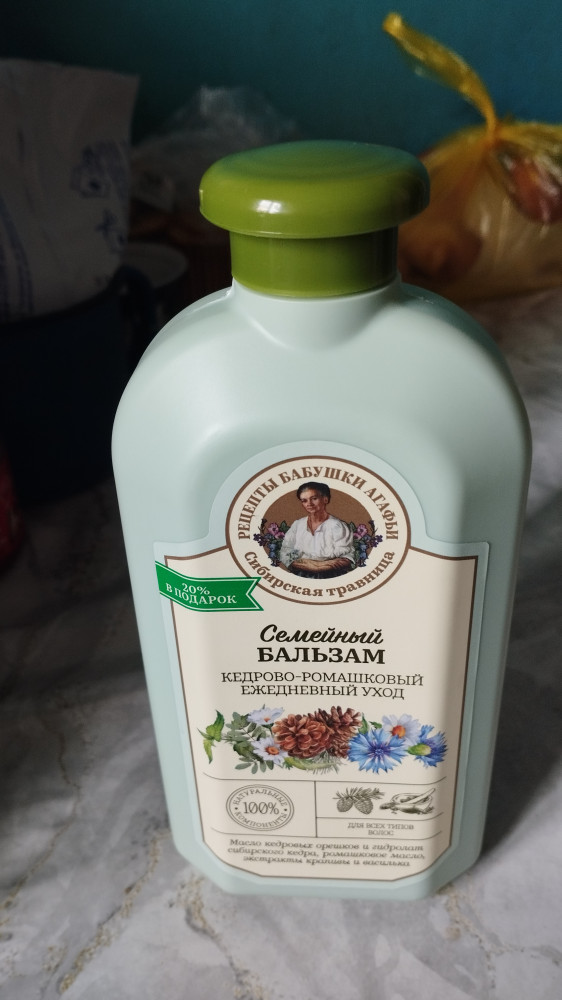 РЕЦЕПТЫ БАБУШКИ АГАФЬИ
Сибирская травница
20%
В ПОДАРОК
Семейный
БАЛЬЗАМ
КЕДРОВО-РОМАШКОВЫЙ
ЕЖЕДНЕВНЫЙ УХОД
НАТУРАЛЬНЫЕ
100%
КОМПОНЕНТЫ
ДЛЯ ВСЕХ ТИПОВ
ВОЛОС
Масло кедровых орешков и гидролат
сибирского кедра, ромашковое масло,
экстракты крапивы и василька